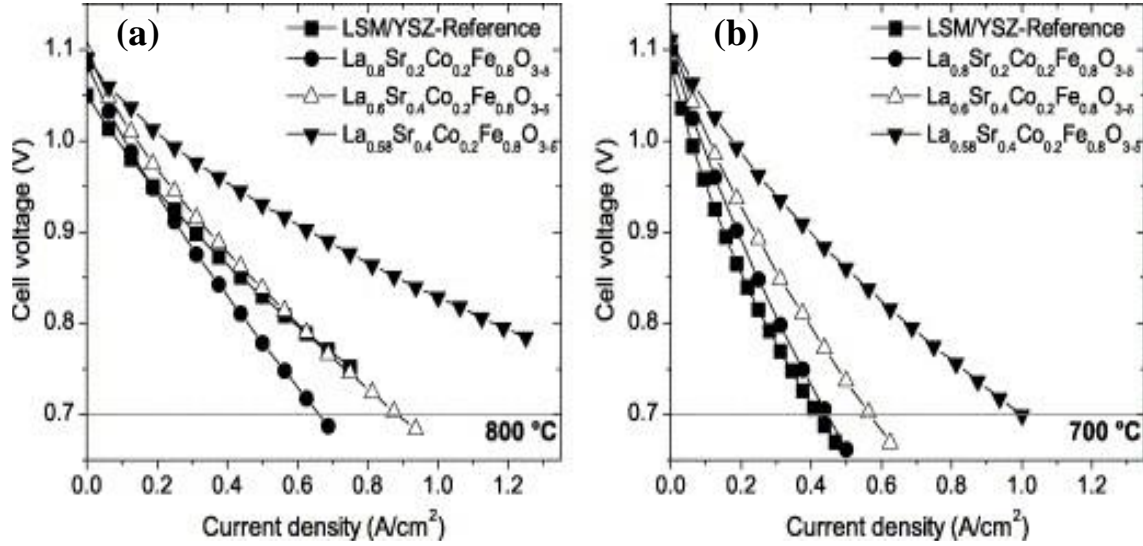 (a)
LSM/YSZ-Reference
La0.8Sr0.2Co0.2Fe0.8O3-δ
La0.6Sr0.4Co0.2Fe0.8O3-δ
La0.58Sr0.4Co0.2Fe0.8O3-δ
1.1
1.0
0.9
0.8
0.7
Cell voltage (V)
800 ºC
0.0 0.2 0.4 0.6 0.8 1.0 1.2
Current density (A/cm²)
(b)
LSM/YSZ-Reference
La0.8Sr0.2Co0.2Fe0.8O3-δ
La0.6Sr0.4Co0.2Fe0.8O3-δ
La0.58Sr0.4Co0.2Fe0.8O3-δ
1.1
1.0
0.9
0.8
0.7
Cell voltage (V)
700 ºC
0.0 0.2 0.4 0.6 0.8 1.0 1.2
Current density (A/cm²)